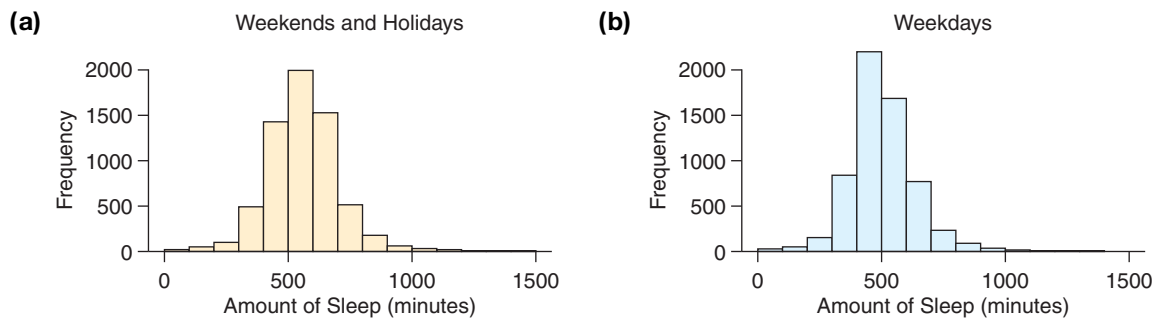 (a)
Weekends and Holidays
2000
1500
1000
500
0
Frequency
0 500 1000 1500
Amount of Sleep (minutes)
(b)
Weekdays
2000
1500
1000
500
0
Frequency
0 500 1000 1500
Amount of Sleep (minutes)